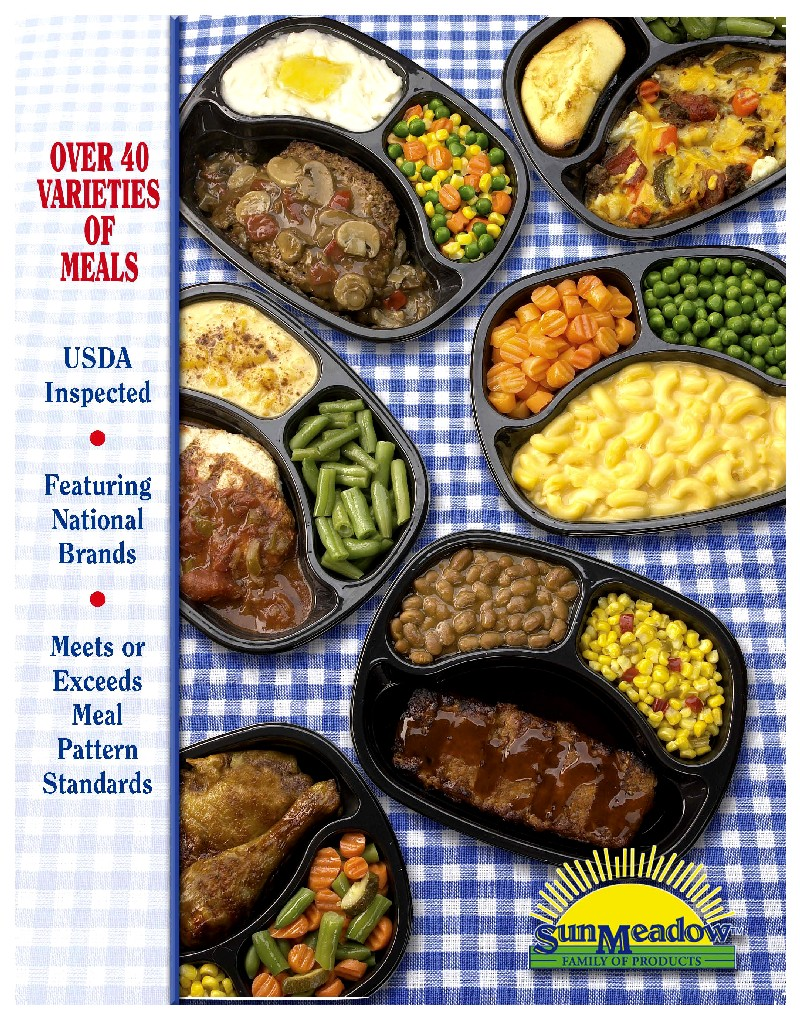 OVER 40
VARIETIES
OF
MEALS
USDA
Inspected
Featuring
National
Brands
Meets or
Exceeds
Meal
Pattern
Standards
SunMeadow™
FAMILY OF PRODUCTS